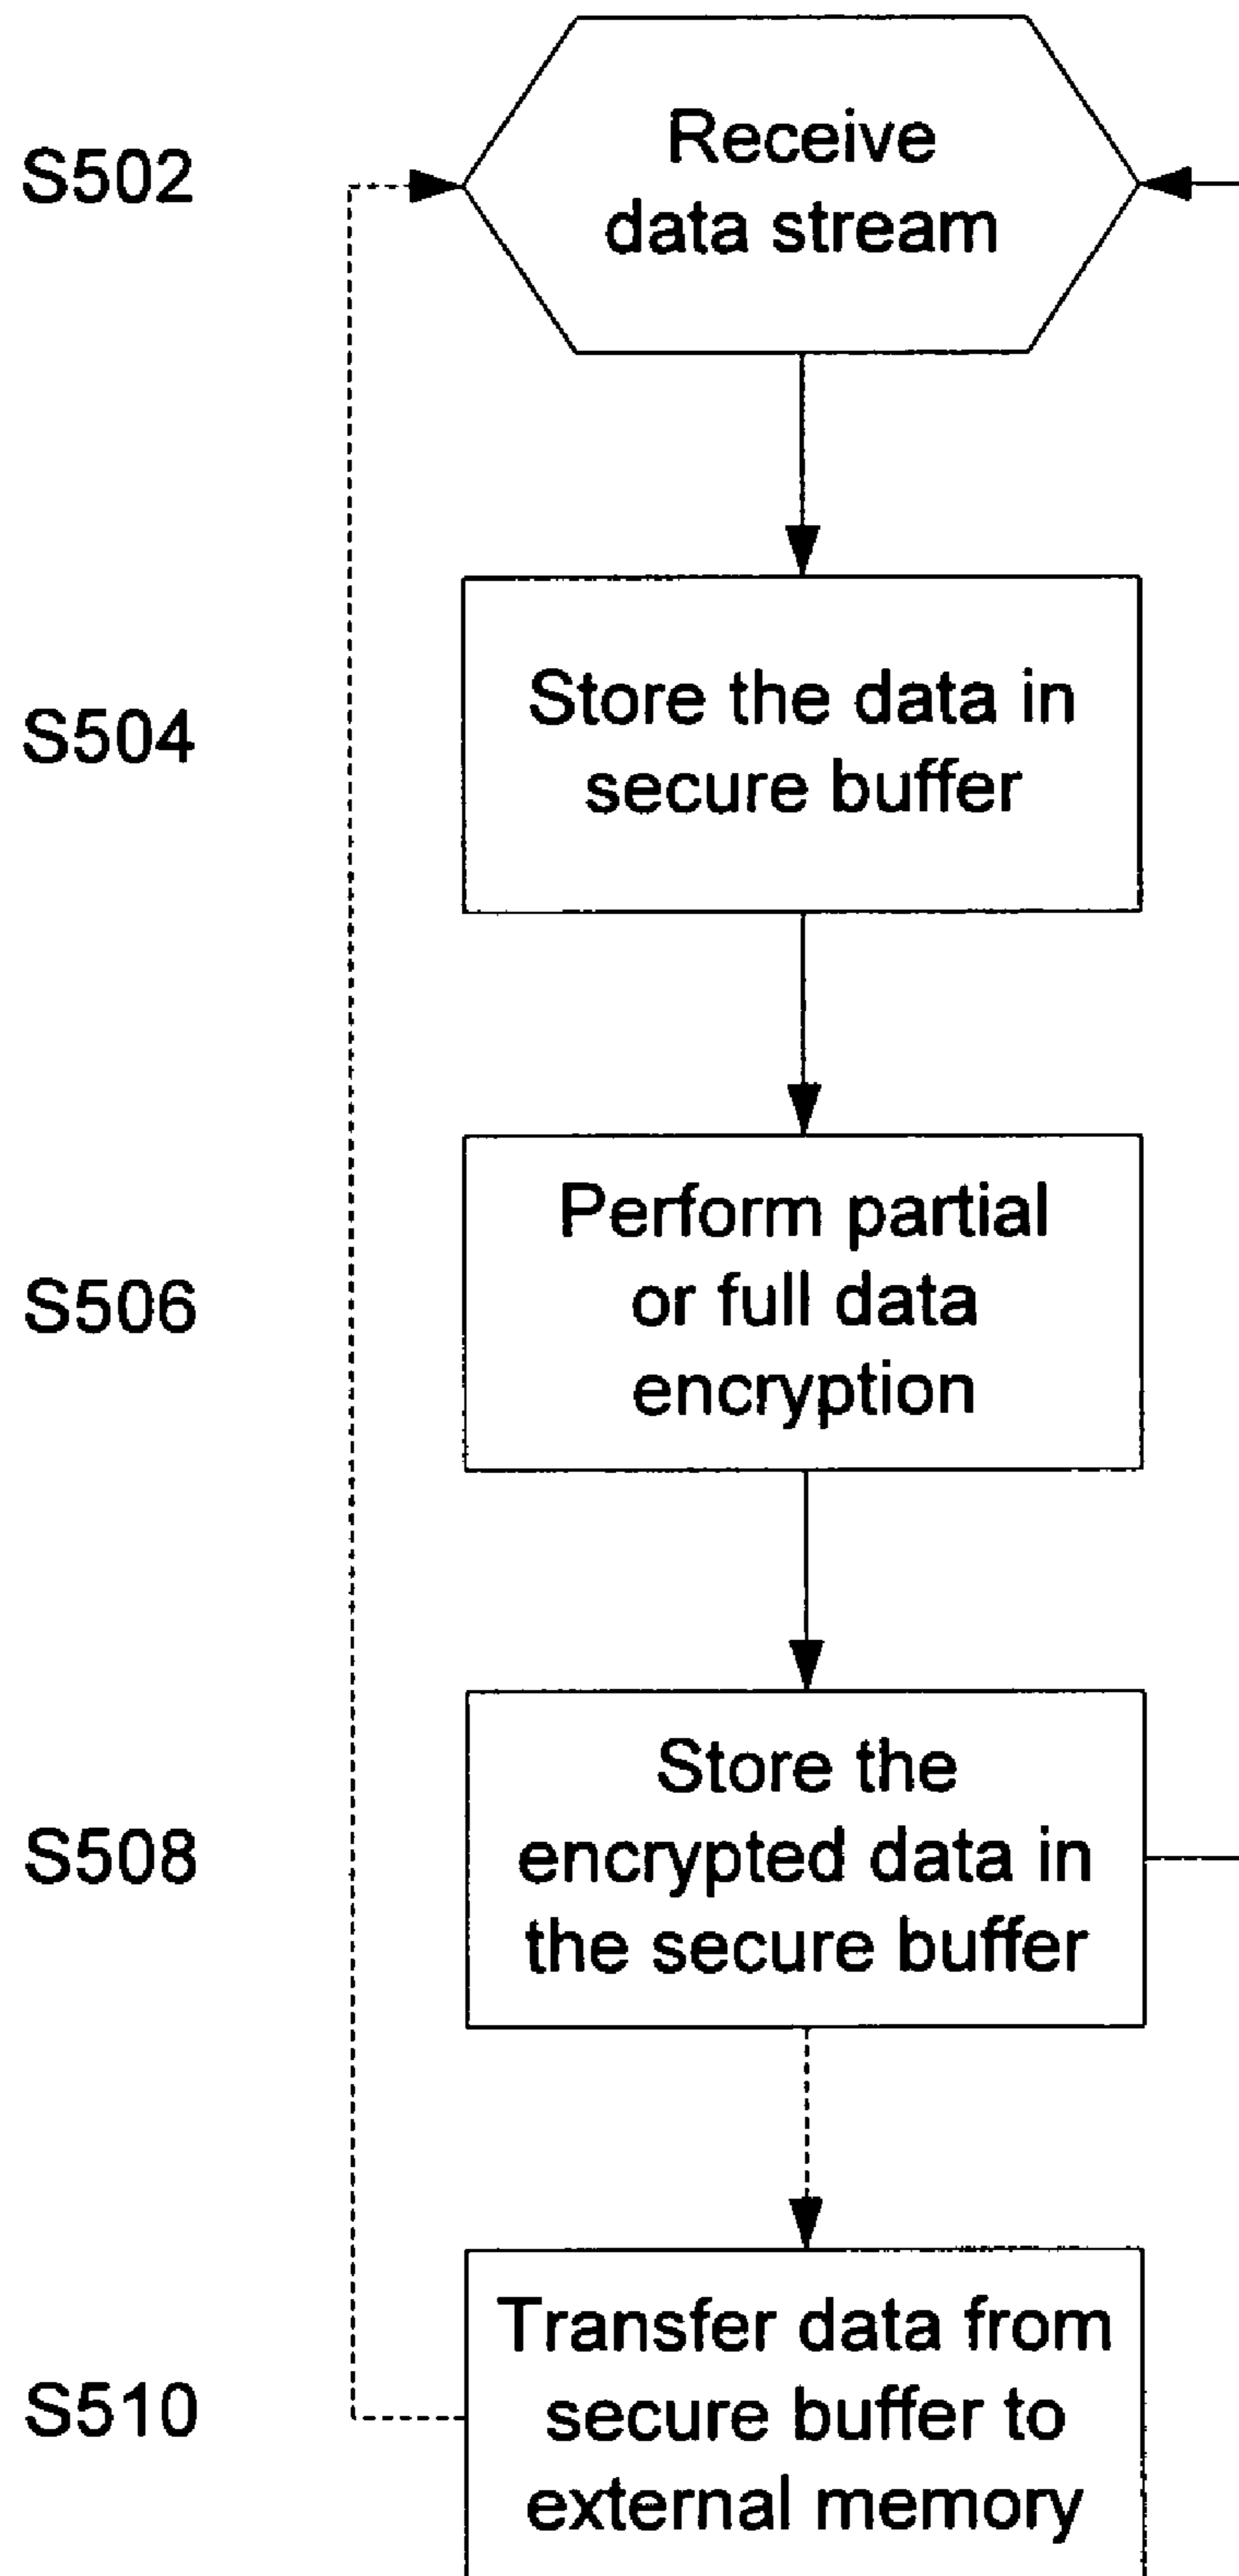 S502
Receive
data stream
S504
Store the data in
secure buffer
S506
Perform partial
or full data
encryption
S508
Store the
encrypted data in
the secure buffer
S510
Transfer data from
secure buffer to
external memory